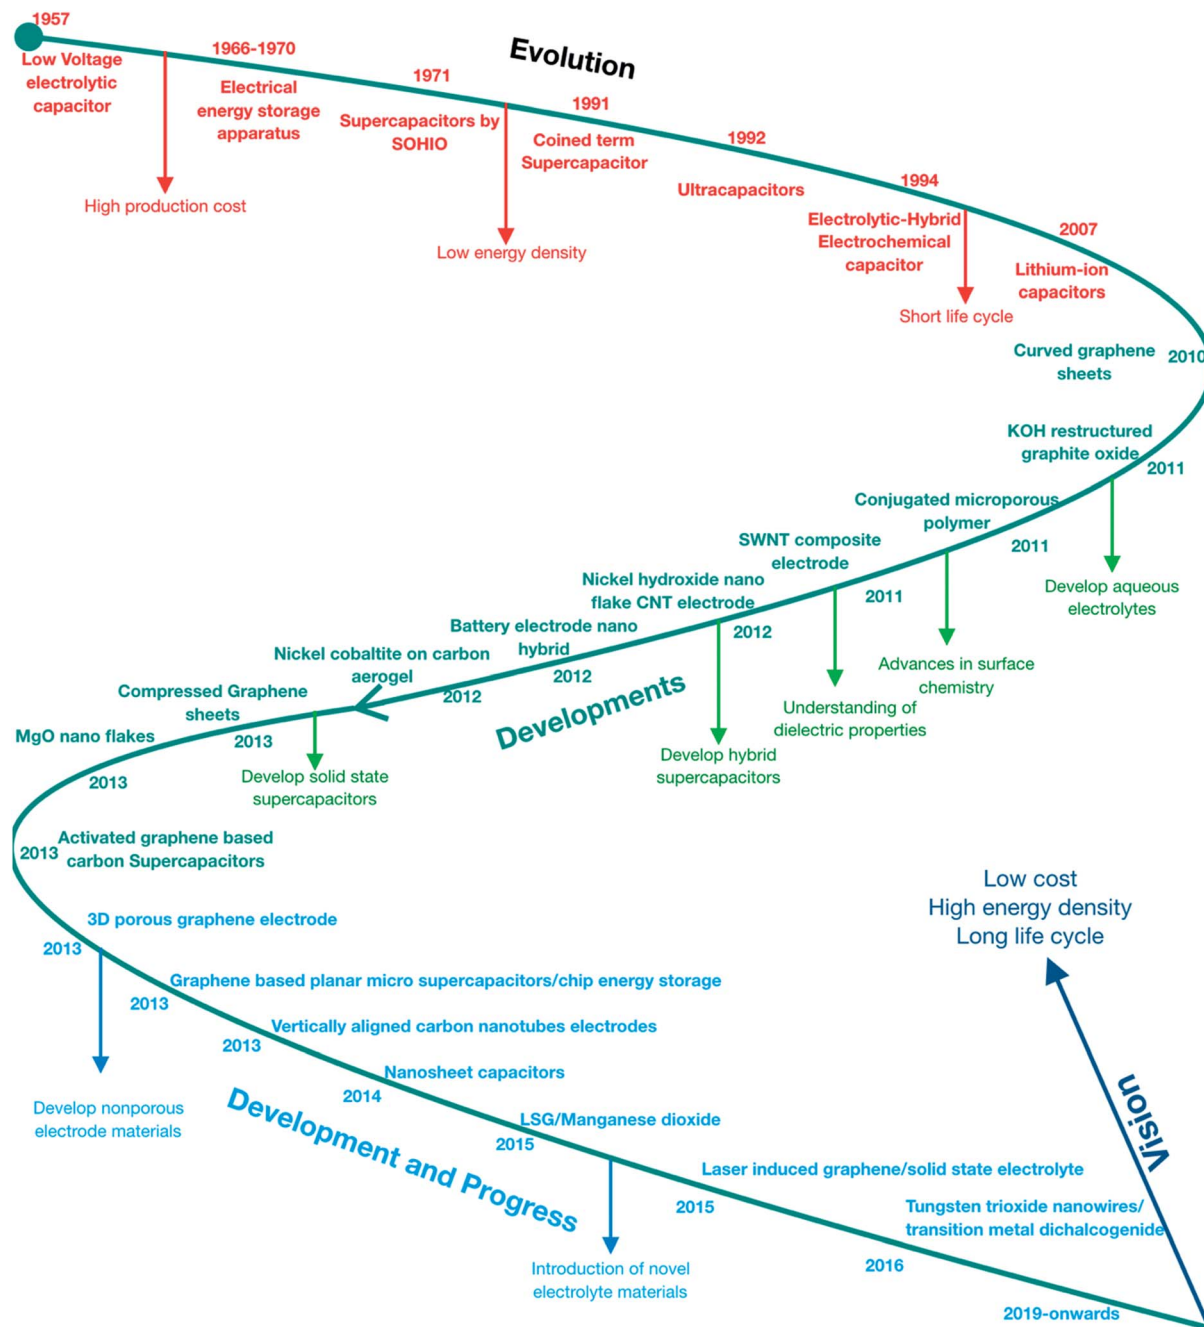 1957
Low Voltage
electrolytic
capacitor
High production cost
1966-1970
Electrical
energy storage
apparatus
1971
Supercapacitors by
SOHIO
Evolution
Low energy density
1991
Coined term
Supercapacitor
1992
Ultracapacitors
1994
Electrolytic-Hybrid
Electrochemical
capacitor
Short life cycle
2007
Lithium-ion
capacitors
Curved graphene
sheets
2010
KOH restructured
graphite oxide
2011
Develop aqueous
electrolytes
Conjugated microporous
polymer
2011
Advances in surface
chemistry
SWNT composite
electrode
2011
Understanding of
dielectric properties
Nickel hydroxide nano
flake CNT electrode
2012
Develop hybrid
supercapacitors
Battery electrode nano
hybrid
2012
Developments
Nickel cobaltite on carbon
aerogel
2012
Compressed Graphene
sheets
2013
Develop solid state
supercapacitors
MgO nano flakes
2013
Activated graphene based
carbon Supercapacitors
2013
3D porous graphene electrode
2013
Develop nonporous
electrode materials
Graphene based planar micro supercapacitors/chip energy storage
2013
Vertically aligned carbon nanotubes electrodes
2013
Nanosheet capacitors
2014
Development and Progress
LSG/Manganese dioxide
2015
Introduction of novel
electrolyte materials
Laser induced graphene/solid state electrolyte
2015
Tungsten trioxide nanowires/
transition metal dichalcogenide
2016
2019-onwards
Low cost
High energy density
Long life cycle
Vision